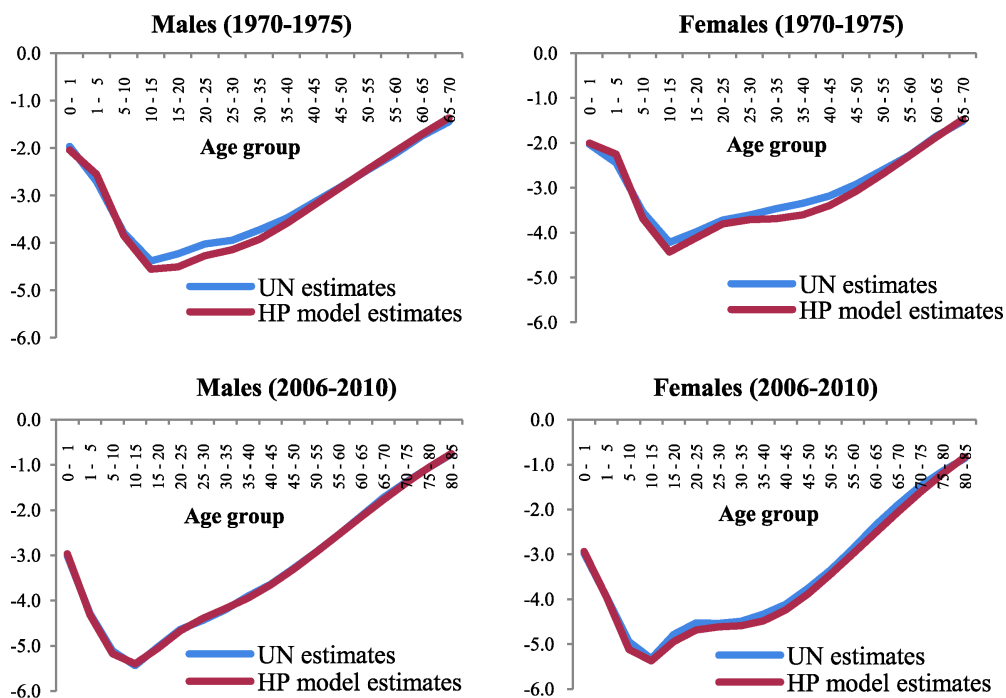 Males (1970-1975)
0.0
-1.0
-2.0
-3.0
-4.0
-5.0
-6.0
0 - 1
1 - 5
5 - 10
10 - 15
15 - 20
20 - 25
25 - 30
30 - 35
35 - 40
40 - 45
45 - 50
50 - 55
55 - 60
60 - 65
65 - 70
Age group
UN estimates
HP model estimates
Females (1970-1975)
0.0
-1.0
-2.0
-3.0
-4.0
-5.0
-6.0
0 - 1
1 - 5
5 - 10
10 - 15
15 - 20
20 - 25
25 - 30
30 - 35
35 - 40
40 - 45
45 - 50
50 - 55
55 - 60
60 - 65
65 - 70
Age group
UN estimates
HP model estimates
Males (2006-2010)
0.0
-1.0
-2.0
-3.0
-4.0
-5.0
-6.0
0 - 1
1 - 5
5 - 10
10 - 15
15 - 20
20 - 25
25 - 30
30 - 35
35 - 40
40 - 45
45 - 50
50 - 55
55 - 60
60 - 65
65 - 70
70 - 75
75 - 80
80 - 85
Age group
UN estimates
HP model estimates
Females (2006-2010)
0.0
-1.0
-2.0
-3.0
-4.0
-5.0
-6.0
0 - 1
1 - 5
5 - 10
10 - 15
15 - 20
20 - 25
25 - 30
30 - 35
35 - 40
40 - 45
45 - 50
50 - 55
55 - 60
60 - 65
65 - 70
70 - 75
75 - 80
80 - 85
Age group
UN estimates
HP model estimates